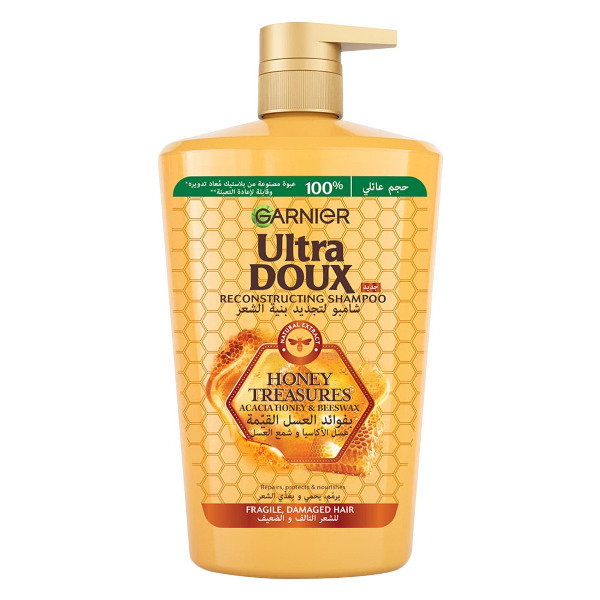 عبوة مصنوعة من بلاستيك مُعاد تدويره*
وقابلة لإعادة التعبئة**
100%
حجم عائلي
GARNIER
Ultra
DOUX
جديد
RECONSTRUCTING SHAMPOO
شامبو لتجديد بنية الشعر
NATURAL EXTRACT
HONEY
TREASURES
ACACIA HONEY & BEESWAX
بفوائد العسل القيّمة
عسل الأكاسيا و شمع العسل
Repairs, protects & nourishes
يرمّم، يحمي و يغذّي الشعر
FRAGILE, DAMAGED HAIR
للشعر التالف و الضعيف